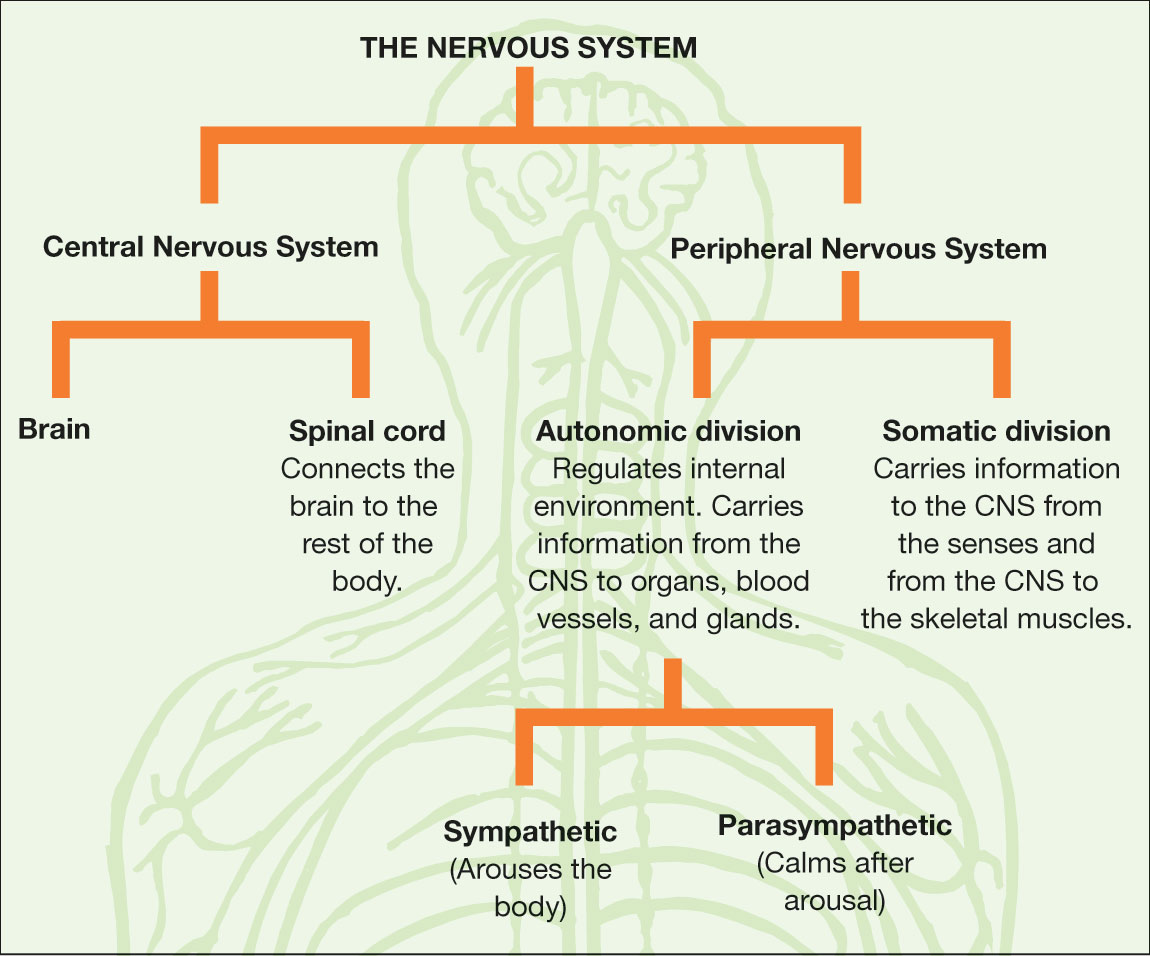 THE NERVOUS SYSTEM
Central Nervous System
Peripheral Nervous System
Brain
Spinal cord
Connects the
brain to the
rest of the
body.
Autonomic division
Regulates internal
environment. Carries
information from the
CNS to organs, blood
vessels, and glands.
Somatic division
Carries information
to the CNS from
the senses and
from the CNS to
the skeletal muscles.
Sympathetic
(Arouses the
body)
Parasympathetic
(Calms after
arousal)